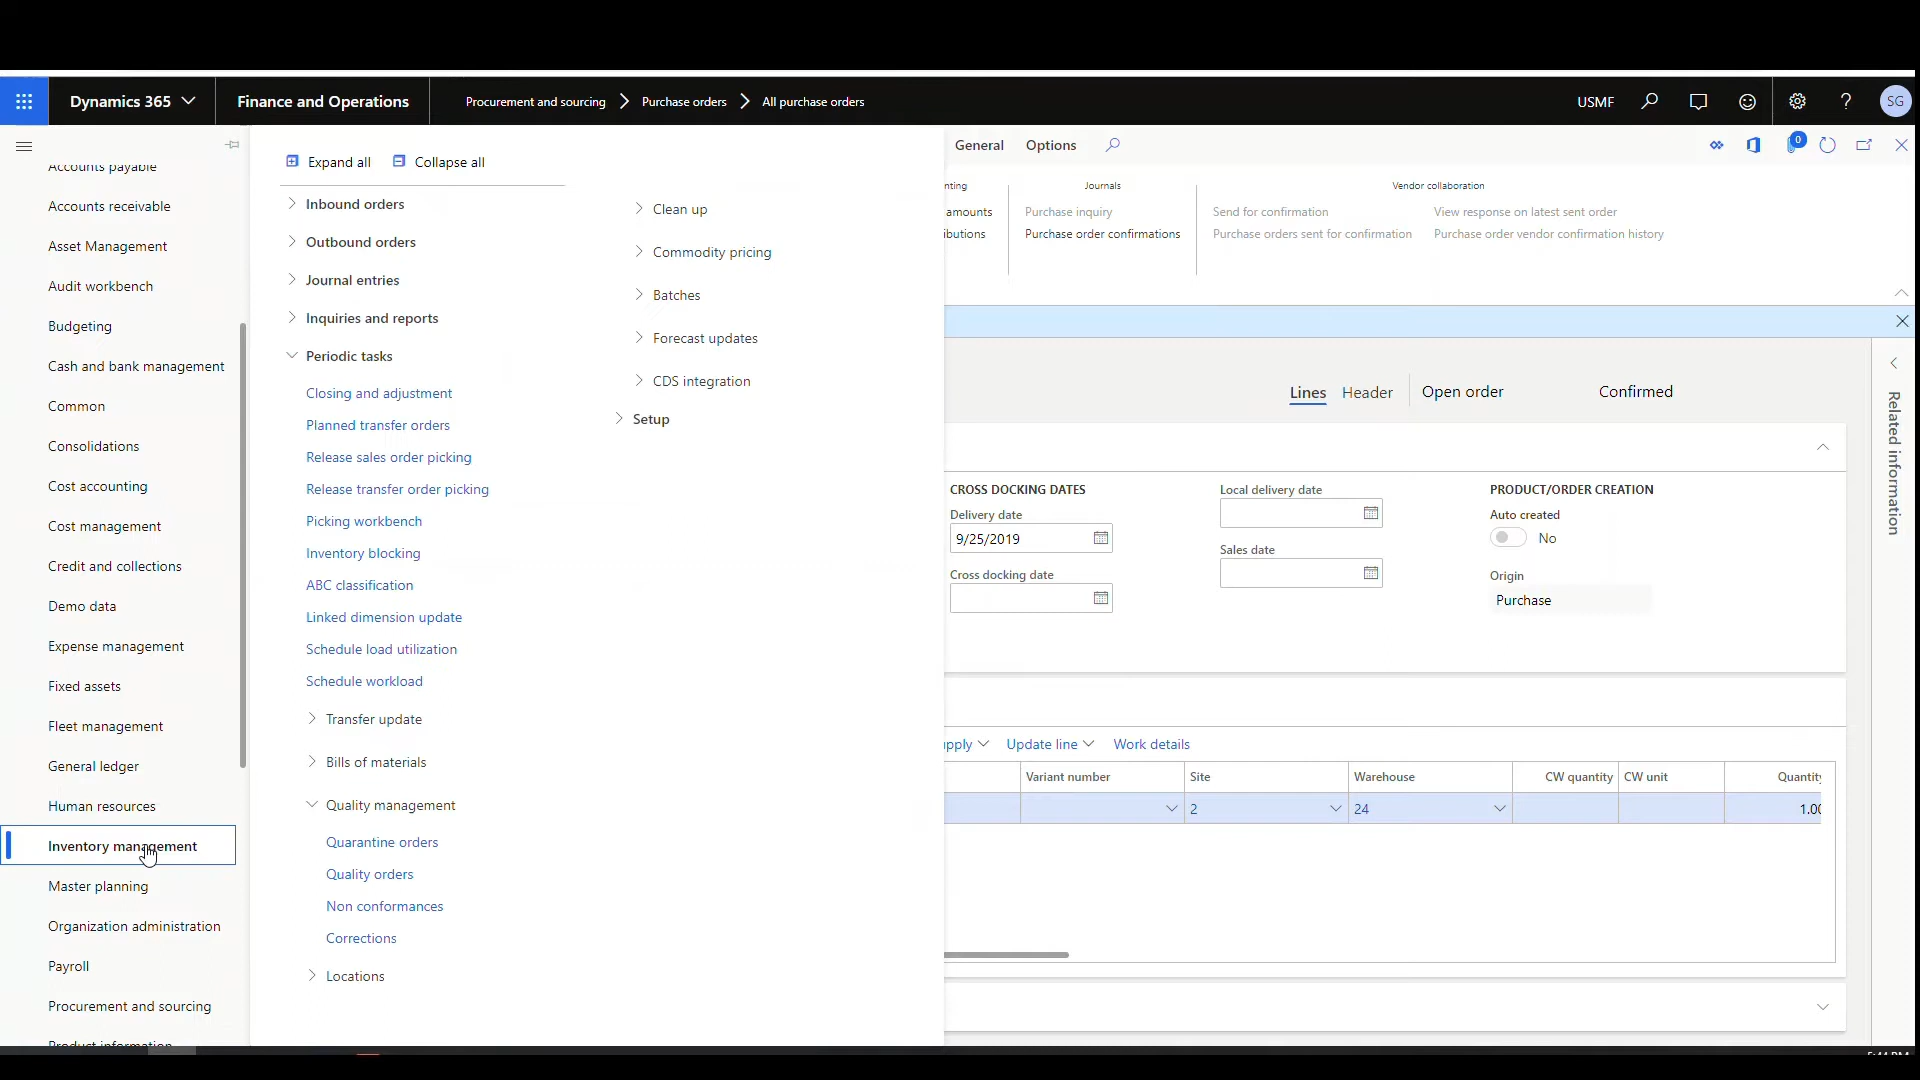 Dynamics 365
Finance and Operations
Procurement and sourcing
Purchase orders
All purchase orders
USMF
SG
Accounts payable
Accounts receivable
Asset Management
Audit workbench
Budgeting
Cash and bank management
Common
Consolidations
Cost accounting
Cost management
Credit and collections
Demo data
Expense management
Fixed assets
Fleet management
General ledger
Human resources
Inventory management
Master planning
Organization administration
Payroll
Procurement and sourcing
Product information
Expand all
Collapse all
Inbound orders
Outbound orders
Journal entries
Inquiries and reports
Periodic tasks
Closing and adjustment
Planned transfer orders
Release sales order picking
Release transfer order picking
Picking workbench
Inventory blocking
ABC classification
Linked dimension update
Schedule load utilization
Schedule workload
Transfer update
Bills of materials
Quality management
Quarantine orders
Quality orders
Non conformances
Corrections
Locations
Clean up
Commodity pricing
Batches
Forecast updates
CDS integration
Setup
General
Options
0
nting
Journals
Vendor collaboration
amounts
Purchase inquiry
Send for confirmation
View response on latest sent order
ibutions
Purchase order confirmations
Purchase orders sent for confirmation
Purchase order vendor confirmation history
Lines
Header
Open order
Confirmed
Related information
CROSS DOCKING DATES
Delivery date
9/25/2019
Cross docking date
Local delivery date
Sales date
PRODUCT/ORDER CREATION
Auto created
No
Origin
Purchase
pply
Update line
Work details
Variant number
Site
Warehouse
CW quantity
CW unit
Quantity
2
24
1.00